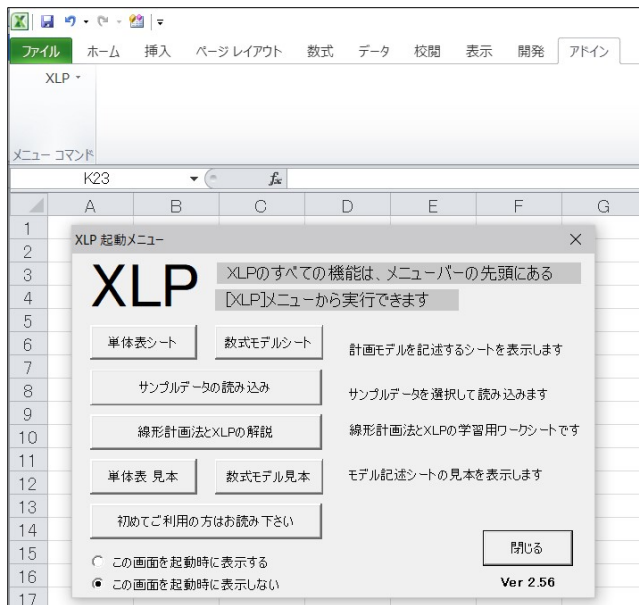 ファイル ホーム 挿入 ページ レイアウト 数式 データ 校閲 表示 開発 アドイン
XLP
メニュー コマンド
K23 fx
A B C D E F G
1
2
3
4
5
6
7
8
9
10
11
12
13
14
15
16
17
XLP 起動メニュー
XLP
XLPのすべての機能は、メニューバーの先頭にある
[XLP]メニューから実行できます
単体表シート 数式モデルシート 計画モデルを記述するシートを表示します
サンプルデータの読み込み サンプルデータを選択して読み込みます
線形計画法とXLPの解説 線形計画法とXLPの学習用ワークシートです
単体表 見本 数式モデル見本 モデル記述シートの見本を表示します
初めてご利用の方はお読み下さい
この画面を起動時に表示する
この画面を起動時に表示しない
閉じる
Ver 2.56